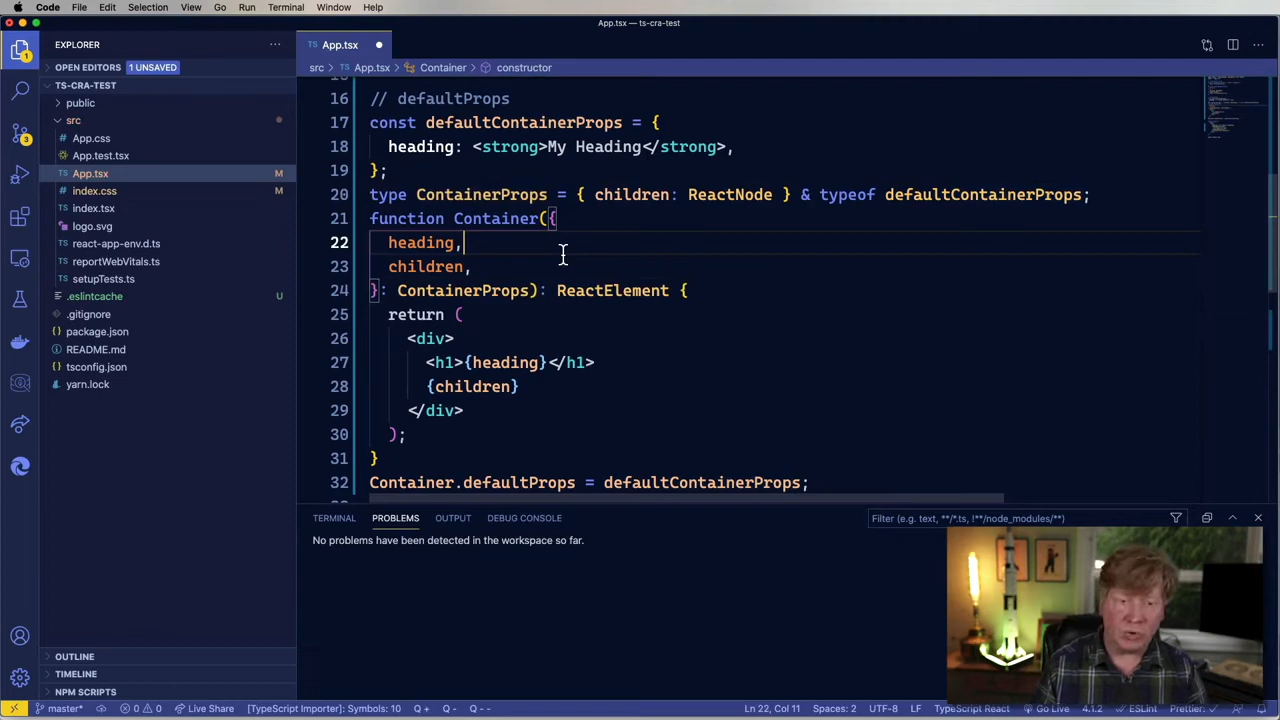 Code File Edit Selection View Go Run Terminal Window Help
App.tsx — ts-cra-test
EXPLORER
OPEN EDITORS 1 UNSAVED
TS-CRA-TEST
public
src
App.css
App.test.tsx
App.tsx M
index.css M
index.tsx
logo.svg
react-app-env.d.ts
reportWebVitals.ts
setupTests.ts
.eslintcache U
.gitignore
package.json
README.md
tsconfig.json
yarn.lock
OUTLINE
TIMELINE
NPM SCRIPTS
TS App.tsx
src > TS App.tsx > Container > constructor
16 // defaultProps
17 const defaultContainerProps = {
18 heading: <strong>My Heading</strong>,
19 };
20 type ContainerProps = { children: ReactNode } & typeof defaultContainerProps;
21 function Container({
22 heading,
23 children,
24 }: ContainerProps): ReactElement {
25 return (
26 <div>
27 <h1>{heading}</h1>
28 {children}
29 </div>
30 );
31 }
32 Container.defaultProps = defaultContainerProps;
TERMINAL PROBLEMS OUTPUT DEBUG CONSOLE Filter (e.g. text, **/*.ts, !**/node_modules/**)
No problems have been detected in the workspace so far.
master* 0 0 Live Share [TypeScript Importer]: Symbols: 10 Q + Q - Q - - Ln 22, Col 11 Spaces: 2 UTF-8 LF TypeScript React Go Live 4.1.2 ESLint Prettier: ✓